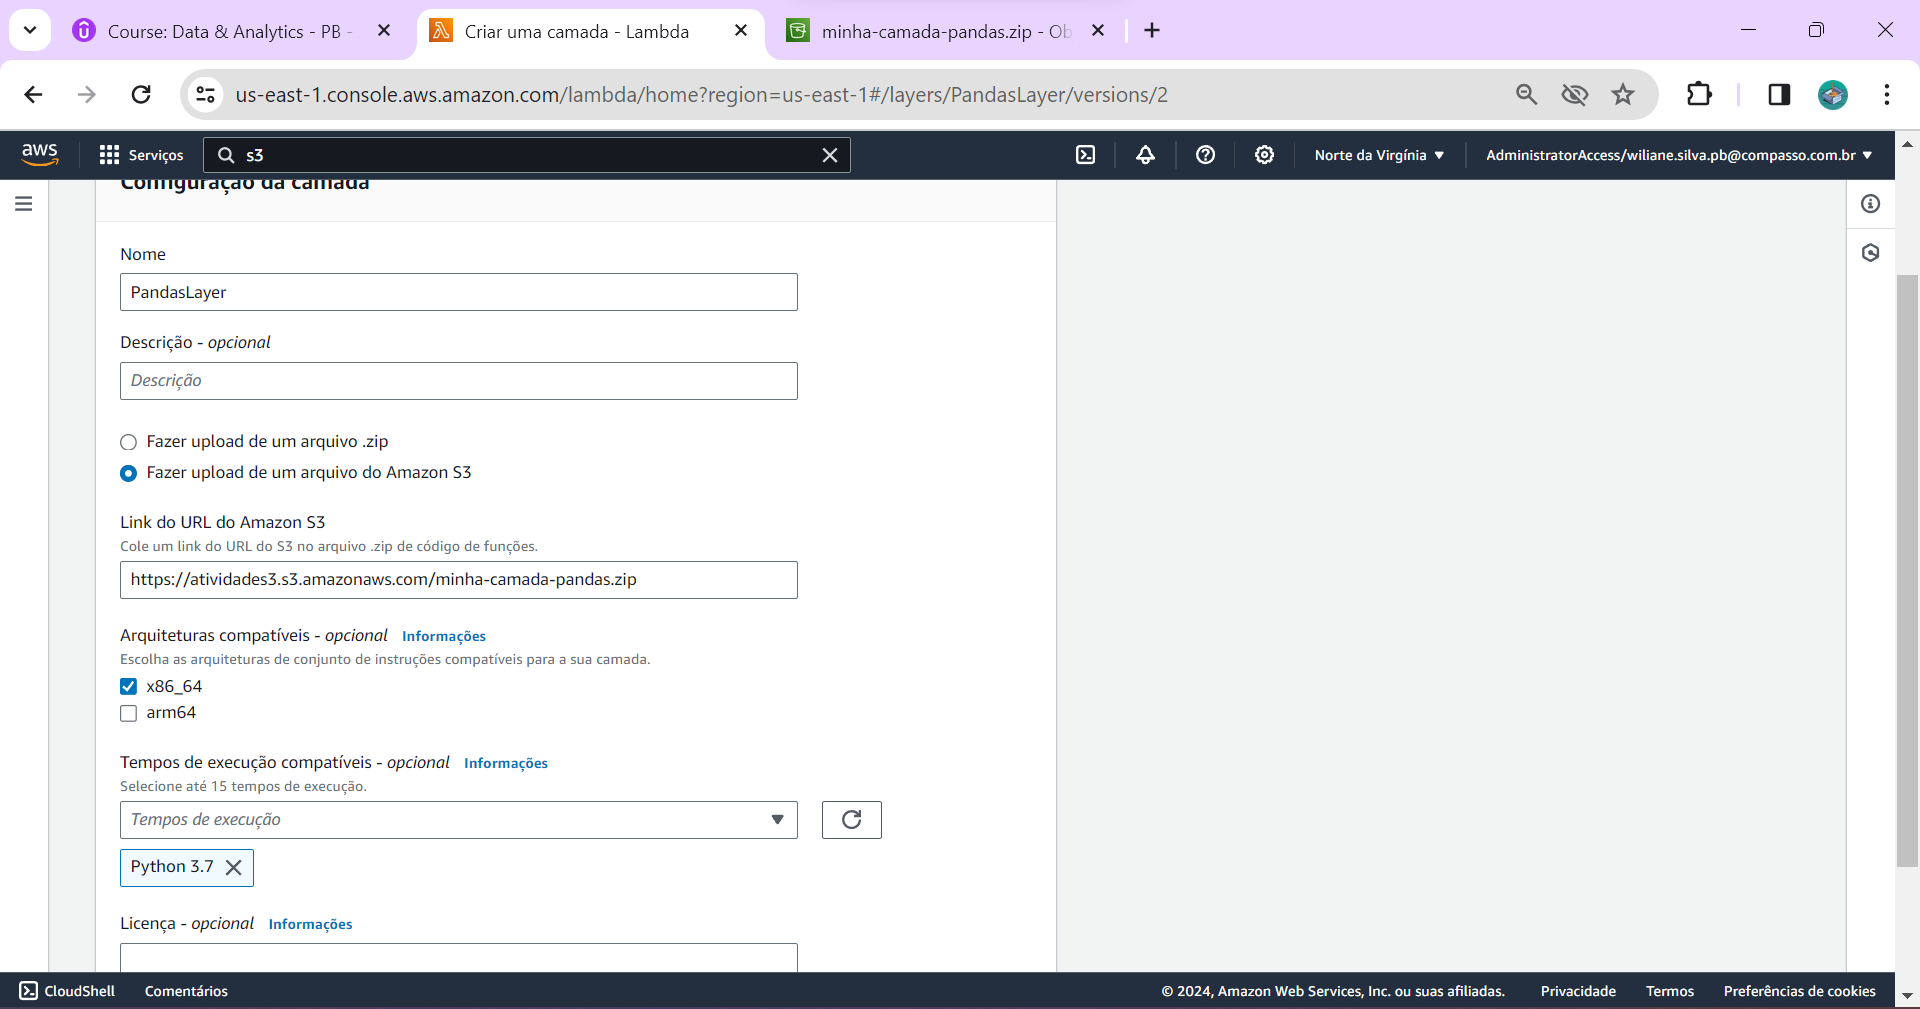 Course: Data & Analytics - PB -
Criar uma camada - Lambda
minha-camada-pandas.zip - Ob
us-east-1.console.aws.amazon.com/lambda/home?region=us-east-1#/layers/PandasLayer/versions/2
aws
Serviços
s3
Norte da Virgínia
AdministratorAccess/wiliane.silva.pb@compasso.com.br
Configuração da camada
Nome
PandasLayer
Descrição - opcional
Descrição
Fazer upload de um arquivo .zip
Fazer upload de um arquivo do Amazon S3
Link do URL do Amazon S3
Cole um link do URL do S3 no arquivo .zip de código de funções.
https://atividades3.s3.amazonaws.com/minha-camada-pandas.zip
Arquiteturas compatíveis - opcional Informações
Escolha as arquiteturas de conjunto de instruções compatíveis para a sua camada.
x86_64
arm64
Tempos de execução compatíveis - opcional Informações
Selecione até 15 tempos de execução.
Tempos de execução
Python 3.7
Licença - opcional Informações
CloudShell
Comentários
© 2024, Amazon Web Services, Inc. ou suas afiliadas.
Privacidade
Termos
Preferências de cookies